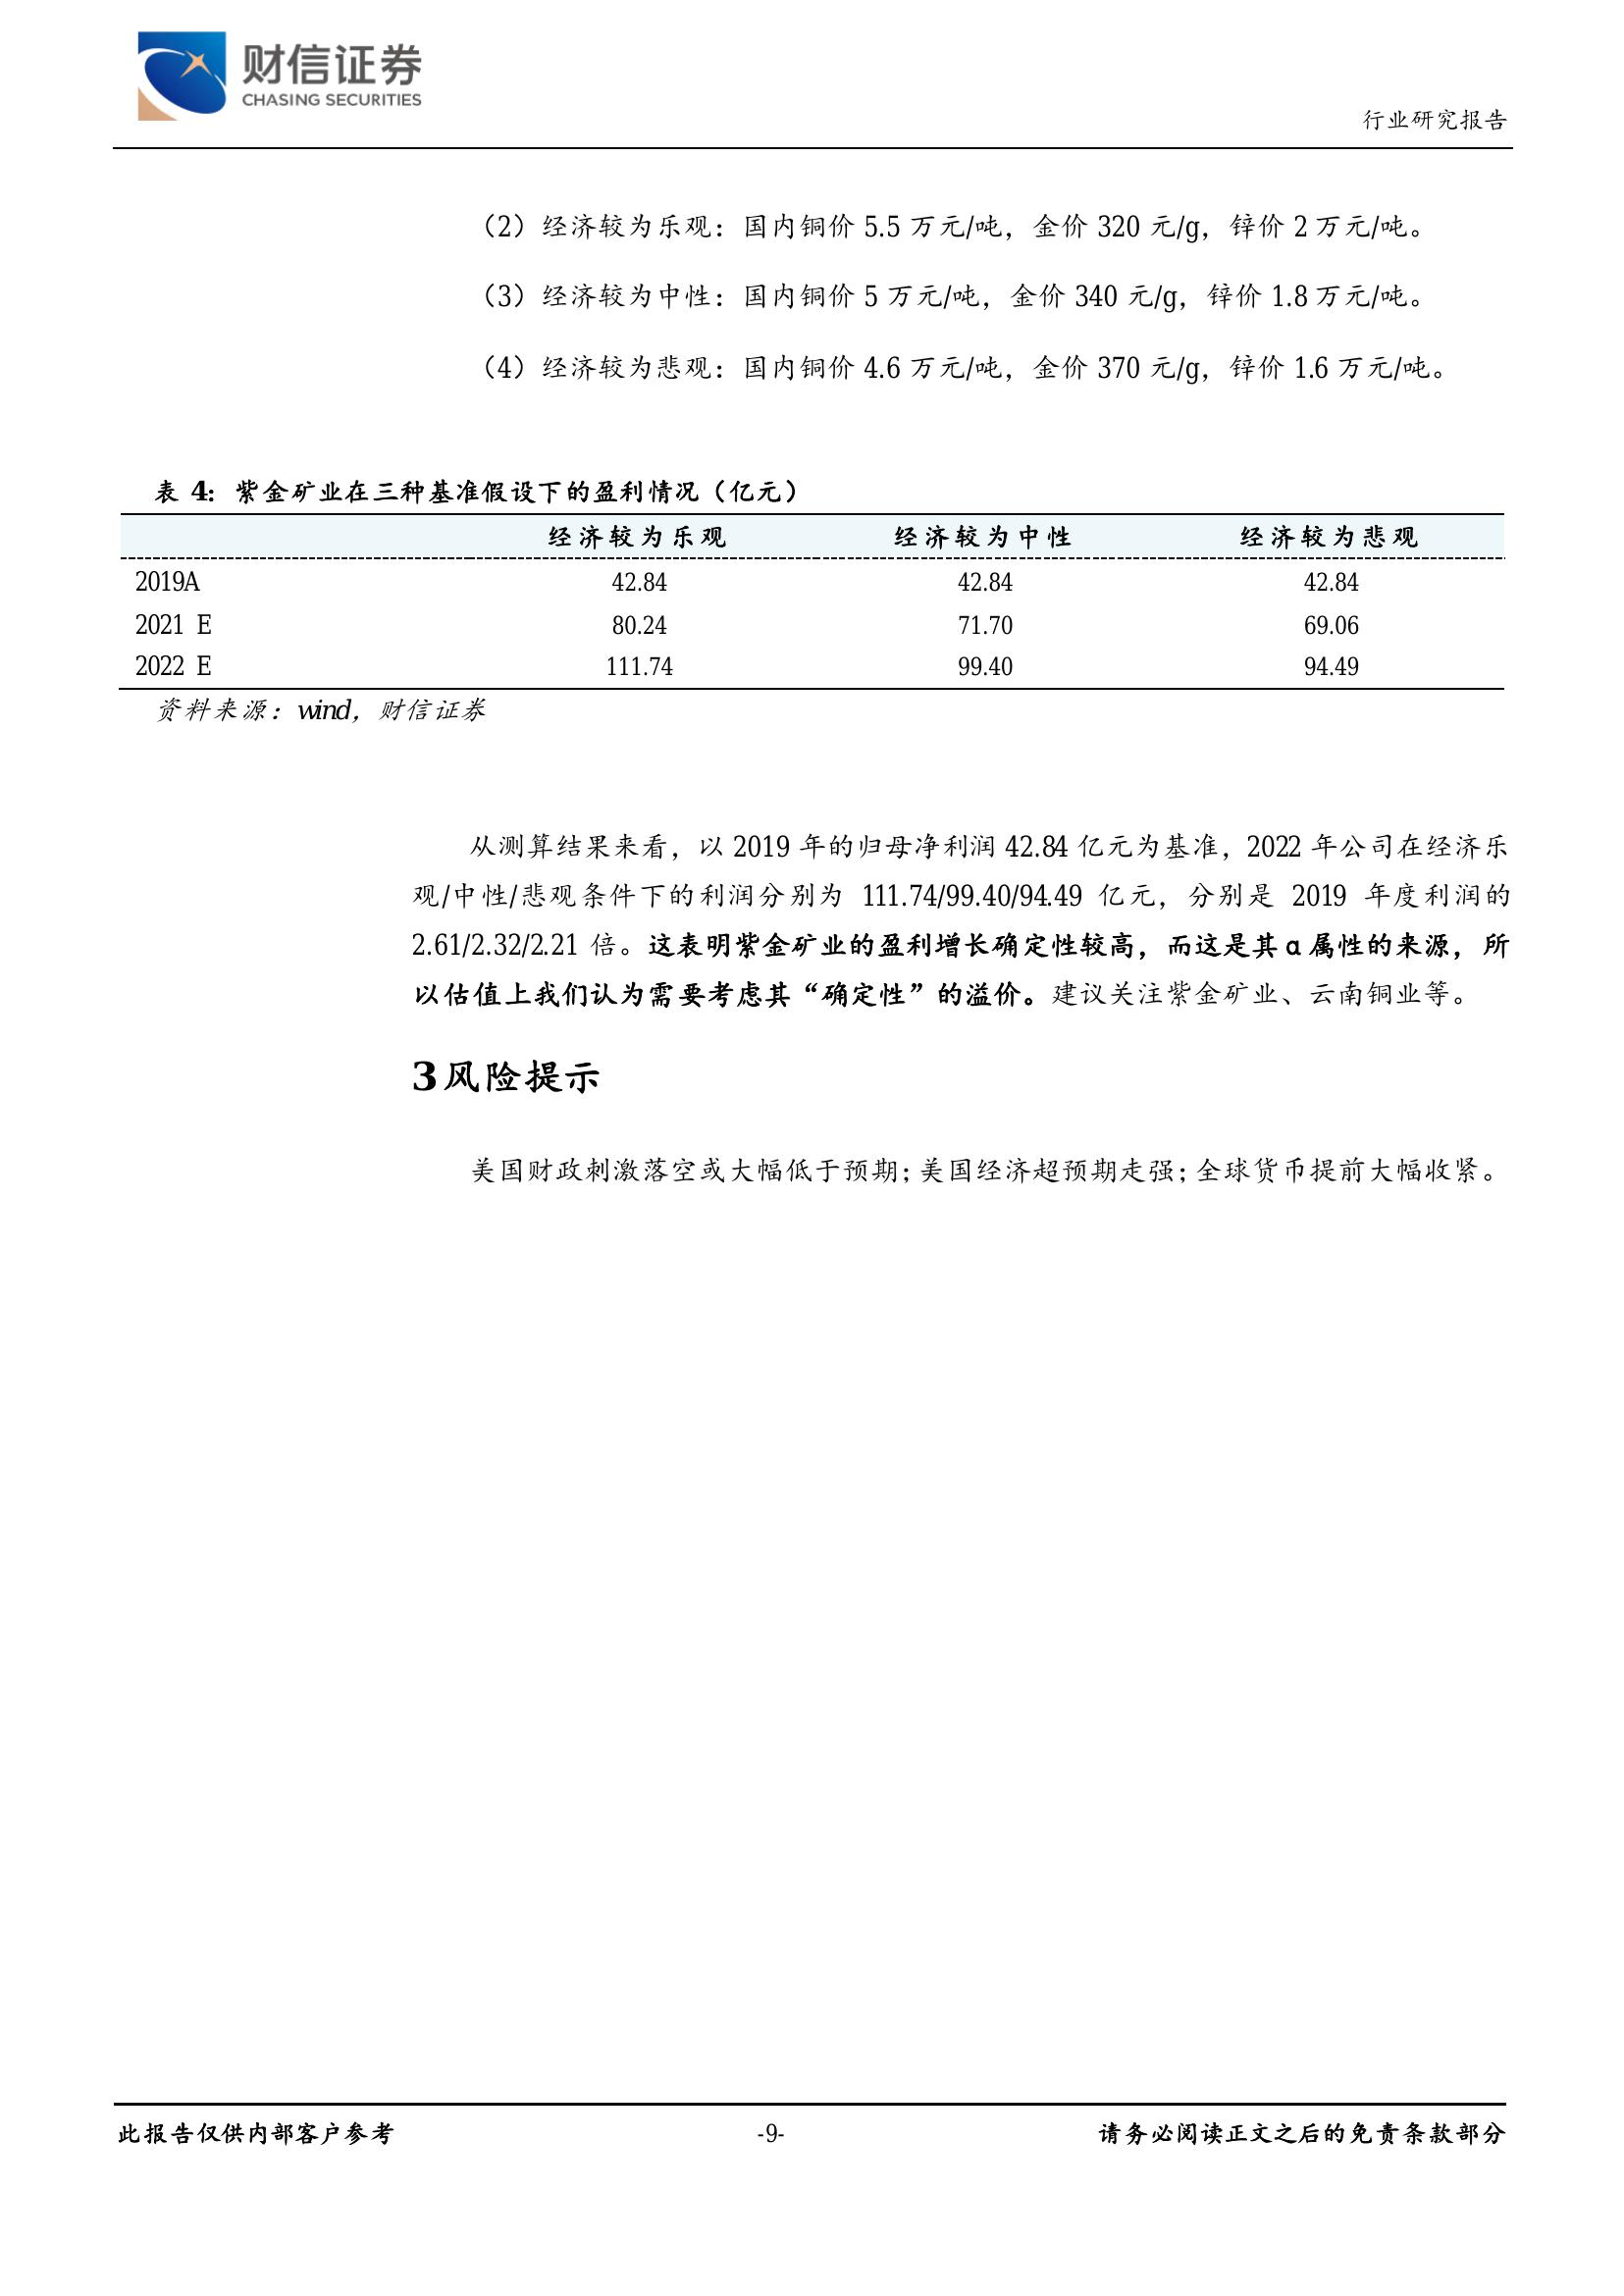 财信证券
CHASING SECURITIES
行业研究报告
（2）经济较为乐观：国内铜价 5.5 万元/吨，金价 320 元/g，锌价 2 万元/吨。
（3）经济较为中性：国内铜价 5 万元/吨，金价 340 元/g，锌价 1.8 万元/吨。
（4）经济较为悲观：国内铜价 4.6 万元/吨，金价 370 元/g，锌价 1.6 万元/吨。
表 4：紫金矿业在三种基准假设下的盈利情况（亿元）
经济较为乐观 经济较为中性 经济较为悲观
2019A 42.84 42.84 42.84
2021 E 80.24 71.70 69.06
2022 E 111.74 99.40 94.49
资料来源：wind，财信证券
从测算结果来看，以 2019 年的归母净利润 42.84 亿元为基准，2022 年公司在经济乐
观/中性/悲观条件下的利润分别为 111.74/99.40/94.49 亿元，分别是 2019 年度利润的
2.61/2.32/2.21 倍。这表明紫金矿业的盈利增长确定性较高，而这是其 α 属性的来源，所
以估值上我们认为需要考虑其“确定性”的溢价。建议关注紫金矿业、云南铜业等。
3 风险提示
美国财政刺激落空或大幅低于预期；美国经济超预期走强；全球货币提前大幅收紧。
此报告仅供内部客户参考 -9- 请务必阅读正文之后的免责条款部分